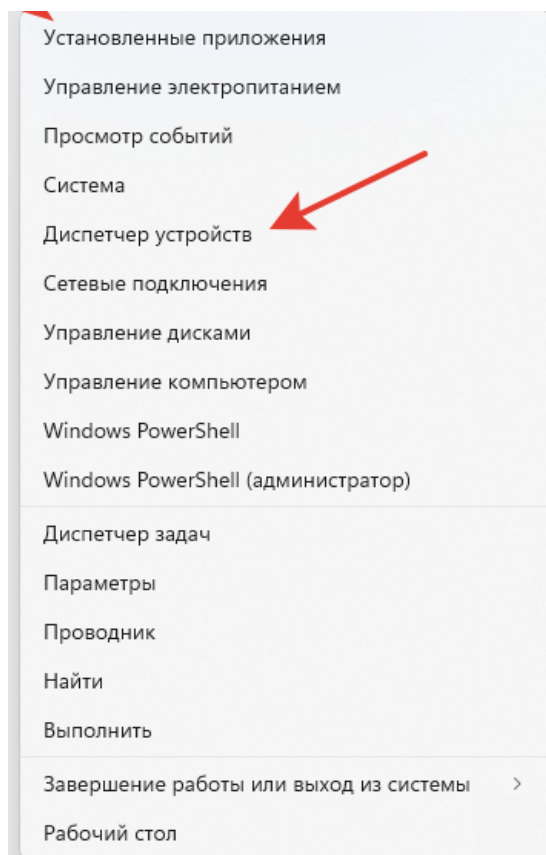 Установленные приложения
Управление электропитанием
Просмотр событий
Система
Диспетчер устройств
Сетевые подключения
Управление дисками
Управление компьютером
Windows PowerShell
Windows PowerShell (администратор)
Диспетчер задач
Параметры
Проводник
Найти
Выполнить
Завершение работы или выход из системы
Рабочий стол